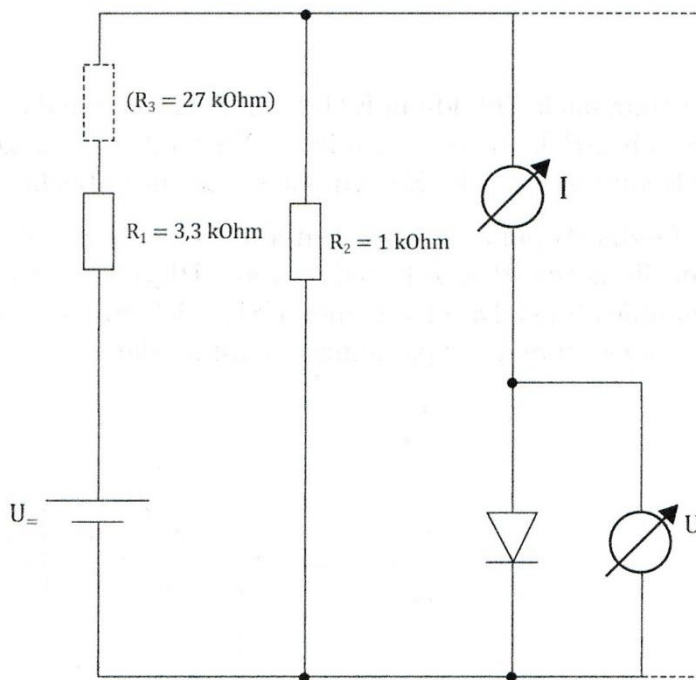 (R₃ = 27 kOhm)
R₁ = 3,3 kOhm
R₂ = 1 kOhm
I
U₌
U